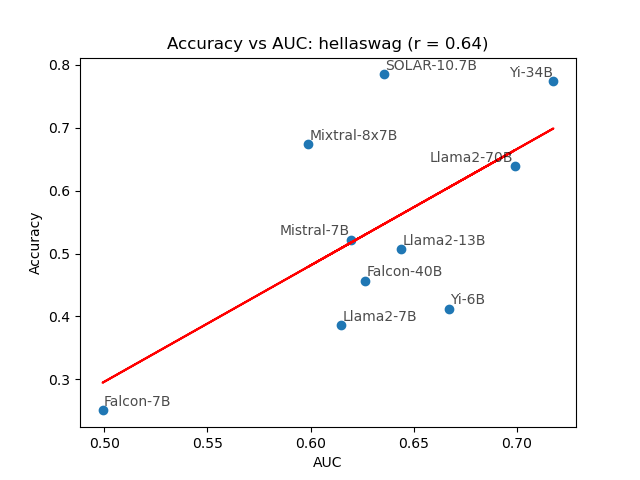 Accuracy vs AUC: hellaswag (r = 0.64)
0.8
SOLAR-10.7B
Yi-34B
0.7
Mixtral-8x7B
Llama2-70B
0.6
Mistral-7B
Llama2-13B
0.5
Falcon-40B
Yi-6B
Llama2-7B
0.4
0.3
Falcon-7B
Accuracy
0.50 0.55 0.60 0.65 0.70
AUC